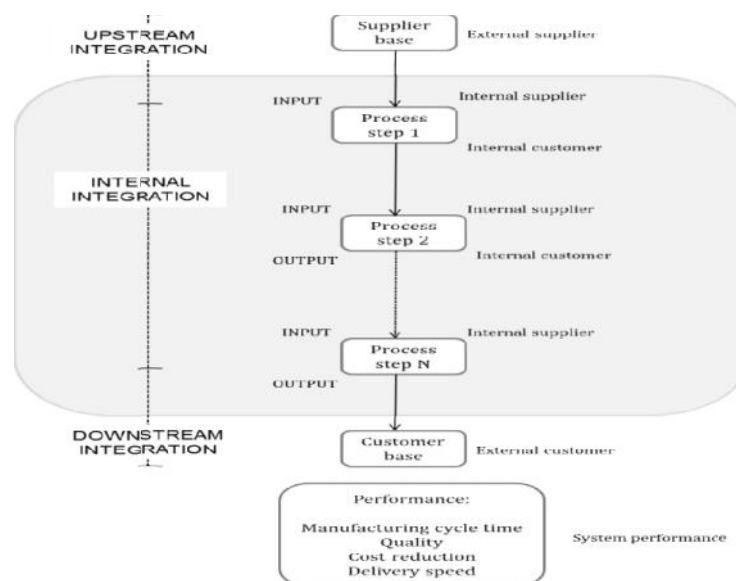 UPSTREAM
INTEGRATION
Supplier
base
External supplier
INPUT
Internal supplier
Process
step 1
Internal customer
INTERNAL
INTEGRATION
INPUT
Internal supplier
Process
step 2
OUTPUT
Internal customer
INPUT
Internal supplier
Process
step N
OUTPUT
DOWNSTREAM
INTEGRATION
Customer
base
External customer
Performance:
Manufacturing cycle time
Quality
Cost reduction
Delivery speed
System performance